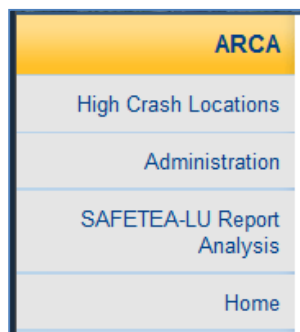 ARCA
High Crash Locations
Administration
SAFETEA-LU Report
Analysis
Home